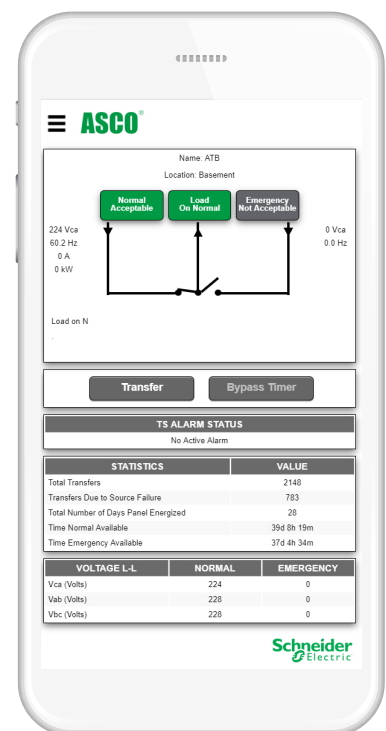 ASCO®
Name: ATB
Location: Basement
Normal
Acceptable
Load
On Normal
Emergency
Not Acceptable
224 Vca
60.2 Hz
0 A
0 kW
0 Vca
0.0 Hz
Load on N
.
Transfer
Bypass Timer
TS ALARM STATUS
No Active Alarm
STATISTICS VALUE
Total Transfers 2148
Transfers Due to Source Failure 783
Total Number of Days Panel Energized 28
Time Normal Available 39d 8h 19m
Time Emergency Available 37d 4h 34m
VOLTAGE L-L NORMAL EMERGENCY
Vca (Volts) 224 0
Vab (Volts) 228 0
Vbc (Volts) 228 0
Schneider
Electric